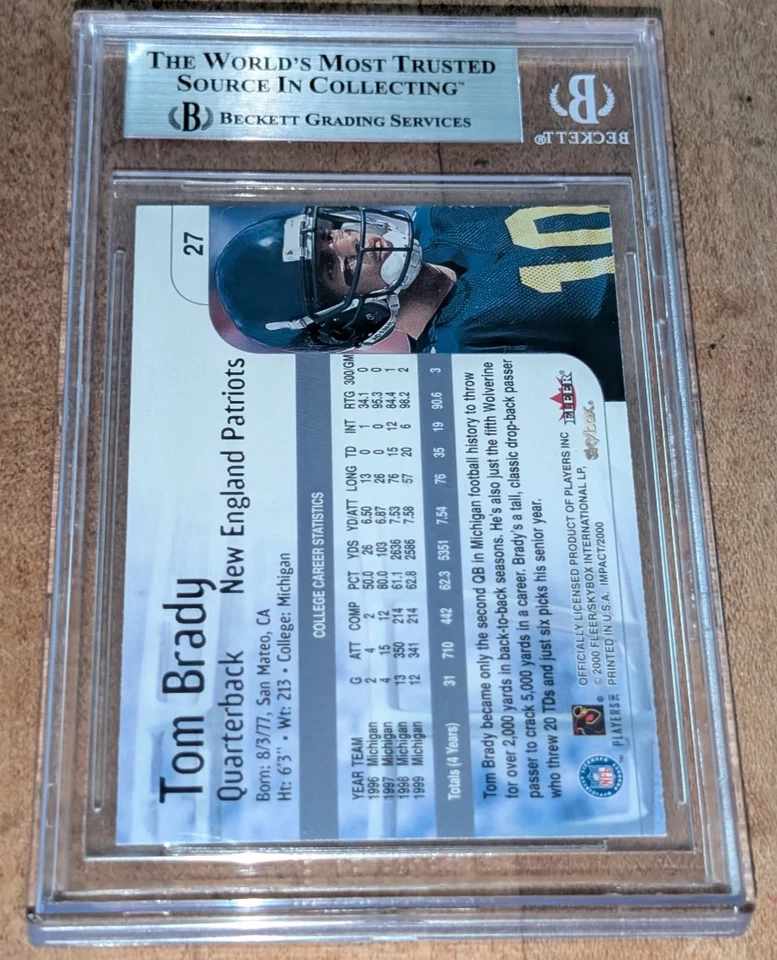 THE WORLD'S MOST TRUSTED
SOURCE IN COLLECTING™
B BECKETT GRADING SERVICES
B
BECKETT®
27
10
Tom Brady
Quarterback New England Patriots
Born: 8/3/77, San Mateo, CA
Ht: 6'3" • Wt: 213 • College: Michigan
COLLEGE CAREER STATISTICS
YEAR TEAM G ATT COMP PCT YDS YD/ATT LONG TD INT RTG 300/GM
1996 Michigan 2 4 2 50.0 26 6.50 13 0 1 34.1 0
1997 Michigan 4 15 12 80.0 103 6.87 26 0 0 95.3 0
1998 Michigan 13 350 214 61.1 2636 7.53 76 15 12 84.4 1
1999 Michigan 12 341 214 62.8 2586 7.58 57 20 6 98.2 2
Totals (4 Years) 31 710 442 62.3 5351 7.54 76 35 19 90.6 3
Tom Brady became only the second QB in Michigan football history to throw
for over 2,000 yards in back-to-back seasons. He's also just the fifth Wolverine
passer to crack 5,000 yards in a career. Brady's a tall, classic drop-back passer
who threw 20 TDs and just six picks his senior year.
NFL
PLAYERS INC
OFFICIALLY LICENSED PRODUCT OF PLAYERS INC
© 2000 FLEER/SKYBOX INTERNATIONAL LP,
PRINTED IN U.S.A. IMPACT/2000
FLEER®
SKYBOX®